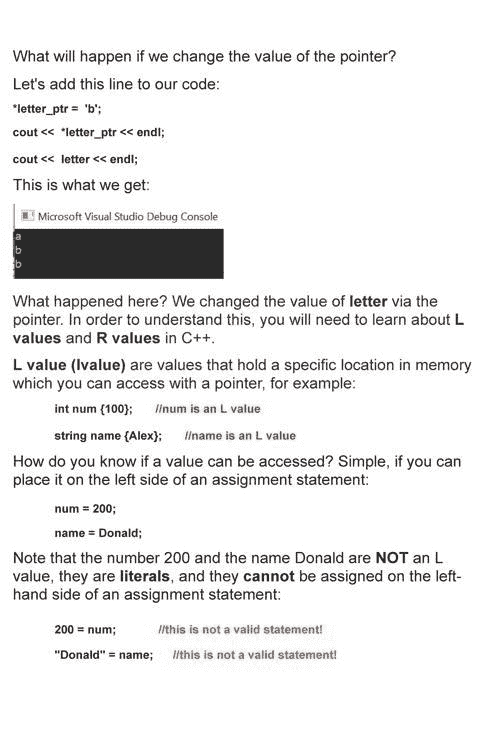 What will happen if we change the value of the pointer?
Let's add this line to our code:
*letter_ptr = 'b';
cout << *letter_ptr << endl;
cout << letter << endl;
This is what we get:
Microsoft Visual Studio Debug Console
a
b
b
What happened here? We changed the value of letter via the
pointer. In order to understand this, you will need to learn about L
values and R values in C++.
L value (lvalue) are values that hold a specific location in memory
which you can access with a pointer, for example:
int num {100}; //num is an L value
string name {Alex}; //name is an L value
How do you know if a value can be accessed? Simple, if you can
place it on the left side of an assignment statement:
num = 200;
name = Donald;
Note that the number 200 and the name Donald are NOT an L
value, they are literals, and they cannot be assigned on the left-
hand side of an assignment statement:
200 = num; //this is not a valid statement!
"Donald" = name; //this is not a valid statement!